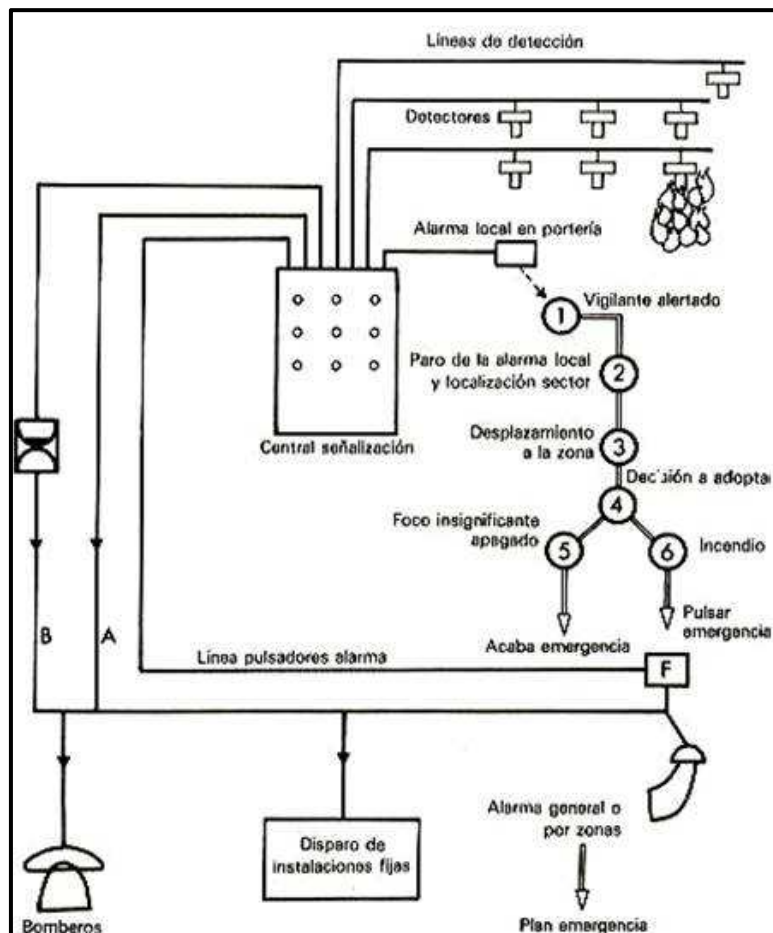 Líneas de detección
Detectores
Alarma local en portería
1
Vigilante alertado
Paro de la alarma local
y localización sector
2
Central señalización
Desplazamiento
a la zona
3
Decisión a adoptar
4
Foco insignificante
apagado
5
6
Incendio
Pulsar
emergencia
Acaba emergencia
B
A
Línea pulsadores alarma
F
Alarma general o
por zonas
Disparo de
instalaciones fijas
Bomberos
Plan emergencia